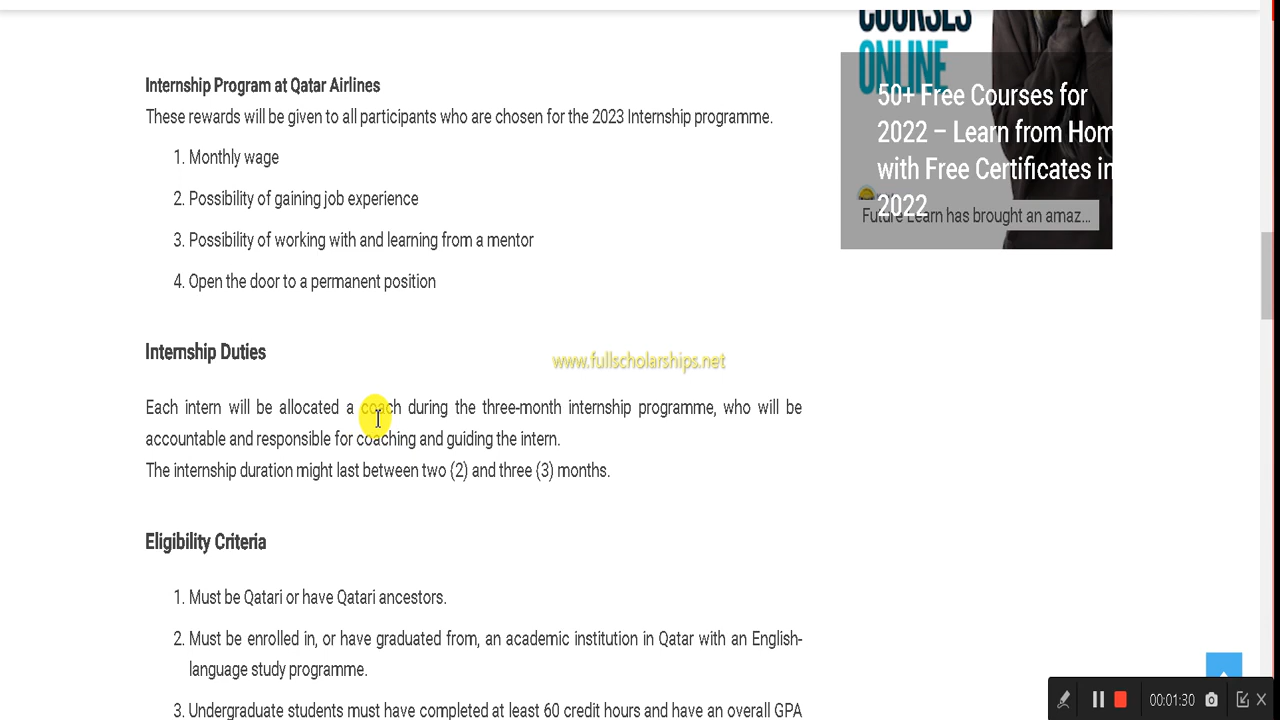 COURSES
ONLINE
50+ Free Courses for
2022 – Learn from Hom
with Free Certificates in
2022
Future Learn has brought an amaz...
Internship Program at Qatar Airlines
These rewards will be given to all participants who are chosen for the 2023 Internship programme.
1. Monthly wage
2. Possibility of gaining job experience
3. Possibility of working with and learning from a mentor
4. Open the door to a permanent position
Internship Duties
www.fullscholarships.net
Each intern will be allocated a coach during the three-month internship programme, who will be
accountable and responsible for coaching and guiding the intern.
The internship duration might last between two (2) and three (3) months.
Eligibility Criteria
1. Must be Qatari or have Qatari ancestors.
2. Must be enrolled in, or have graduated from, an academic institution in Qatar with an English-
language study programme.
3. Undergraduate students must have completed at least 60 credit hours and have an overall GPA
00:01:30